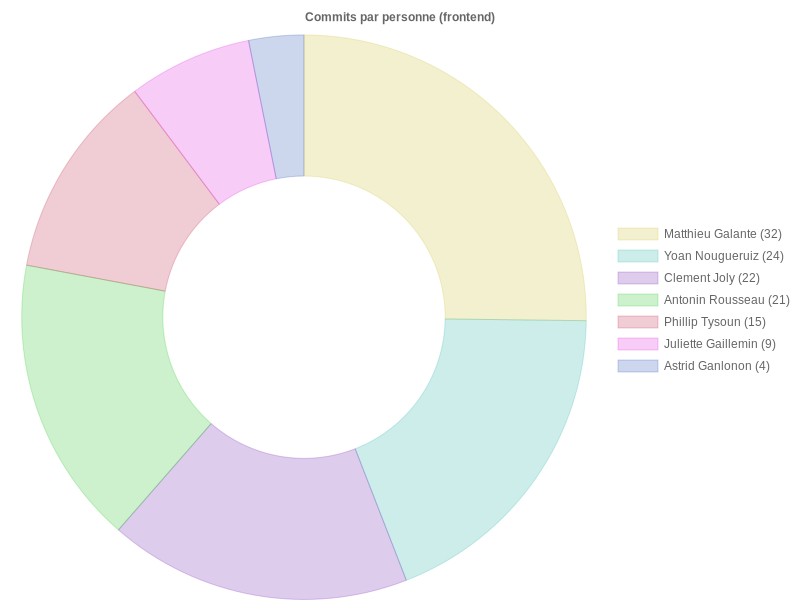 Commits par personne (frontend)
Matthieu Galante (32)
Yoan Nougueruiz (24)
Clement Joly (22)
Antonin Rousseau (21)
Phillip Tysoun (15)
Juliette Gaillemin (9)
Astrid Ganlonon (4)